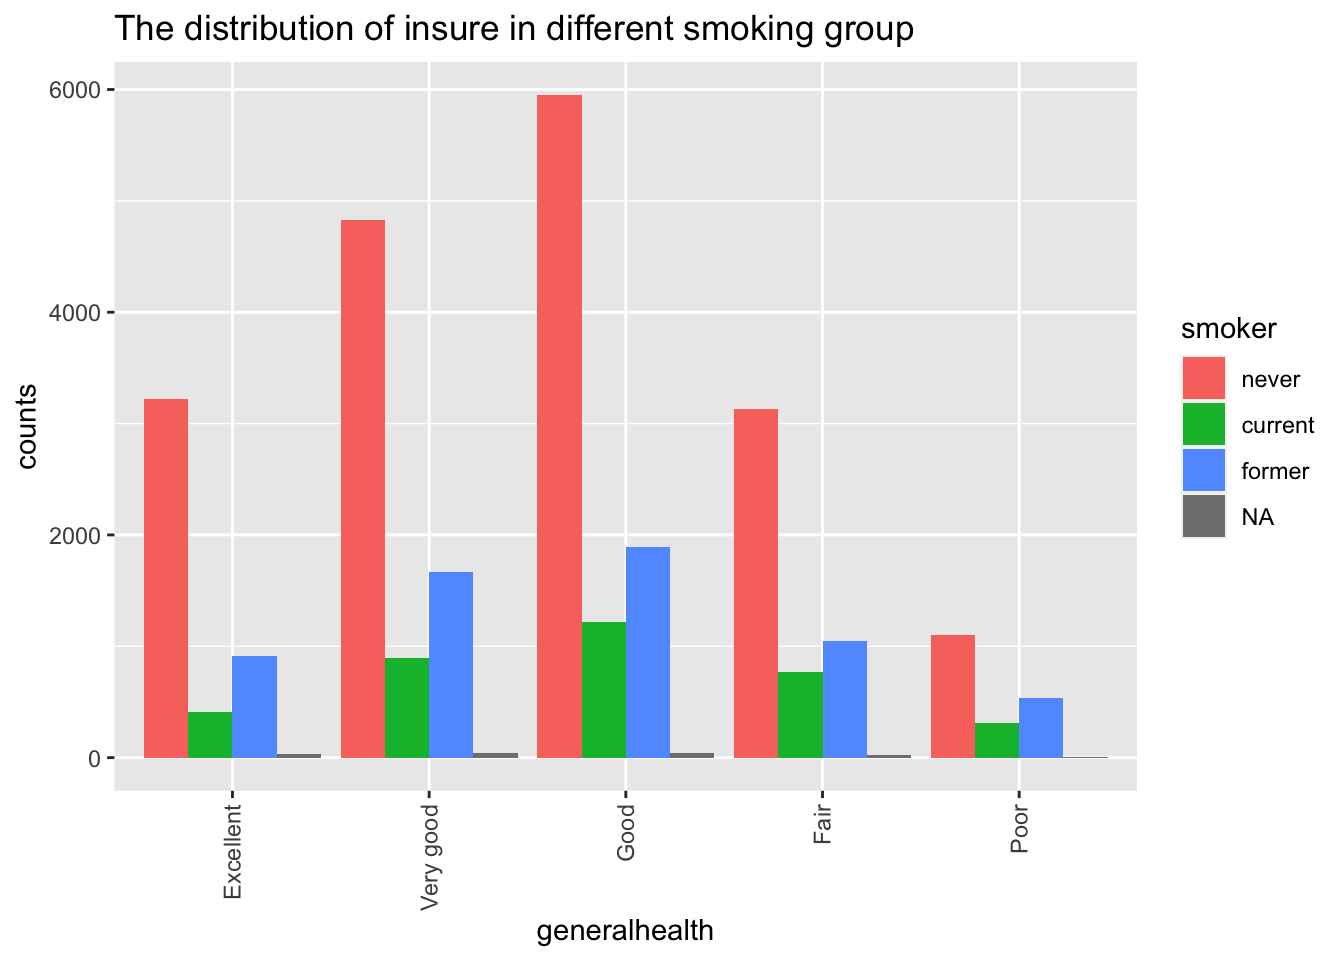 The distribution of insure in different smoking group
6000
4000
2000
0
counts
Excellent
Very good
Good
Fair
Poor
generalhealth
smoker
never
current
former
NA